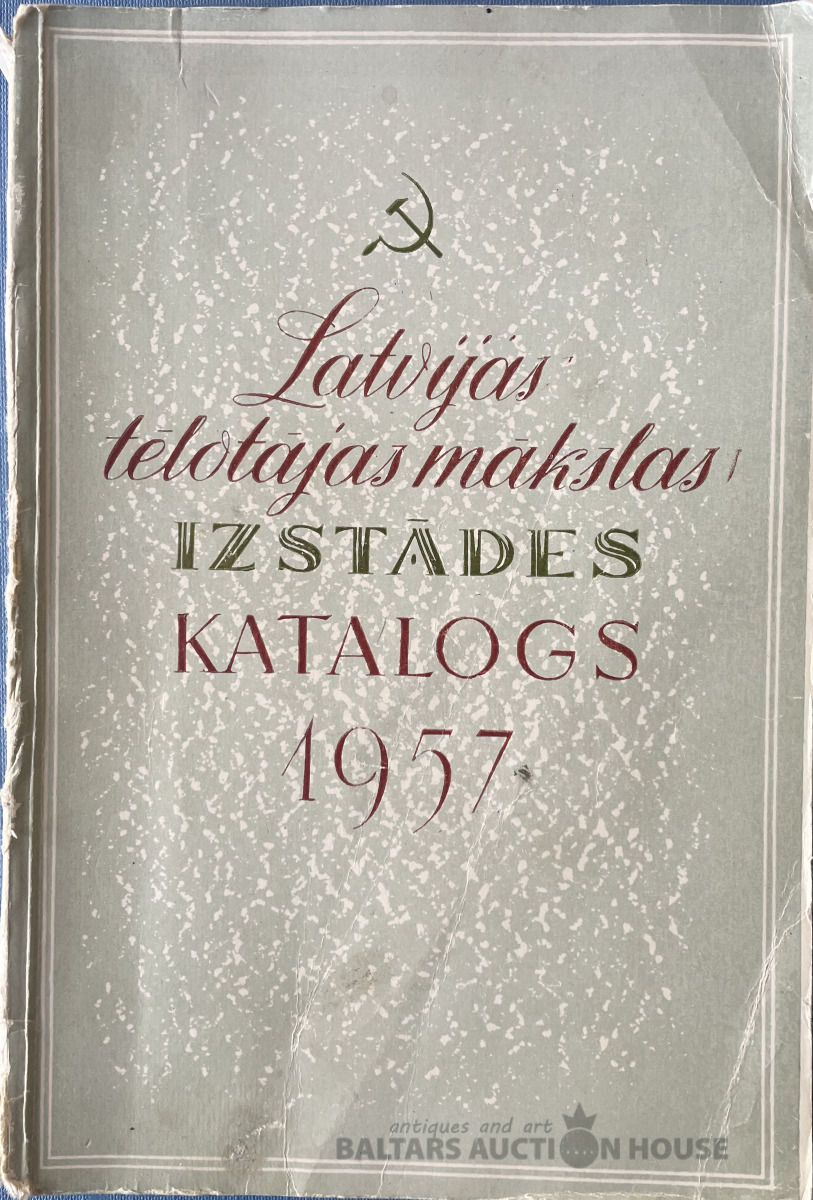 Latvijas
tēlotājas mākslas
IZSTĀDES
KATALOGS
1957
antiques and art
BALTARS AUCTION HOUSE